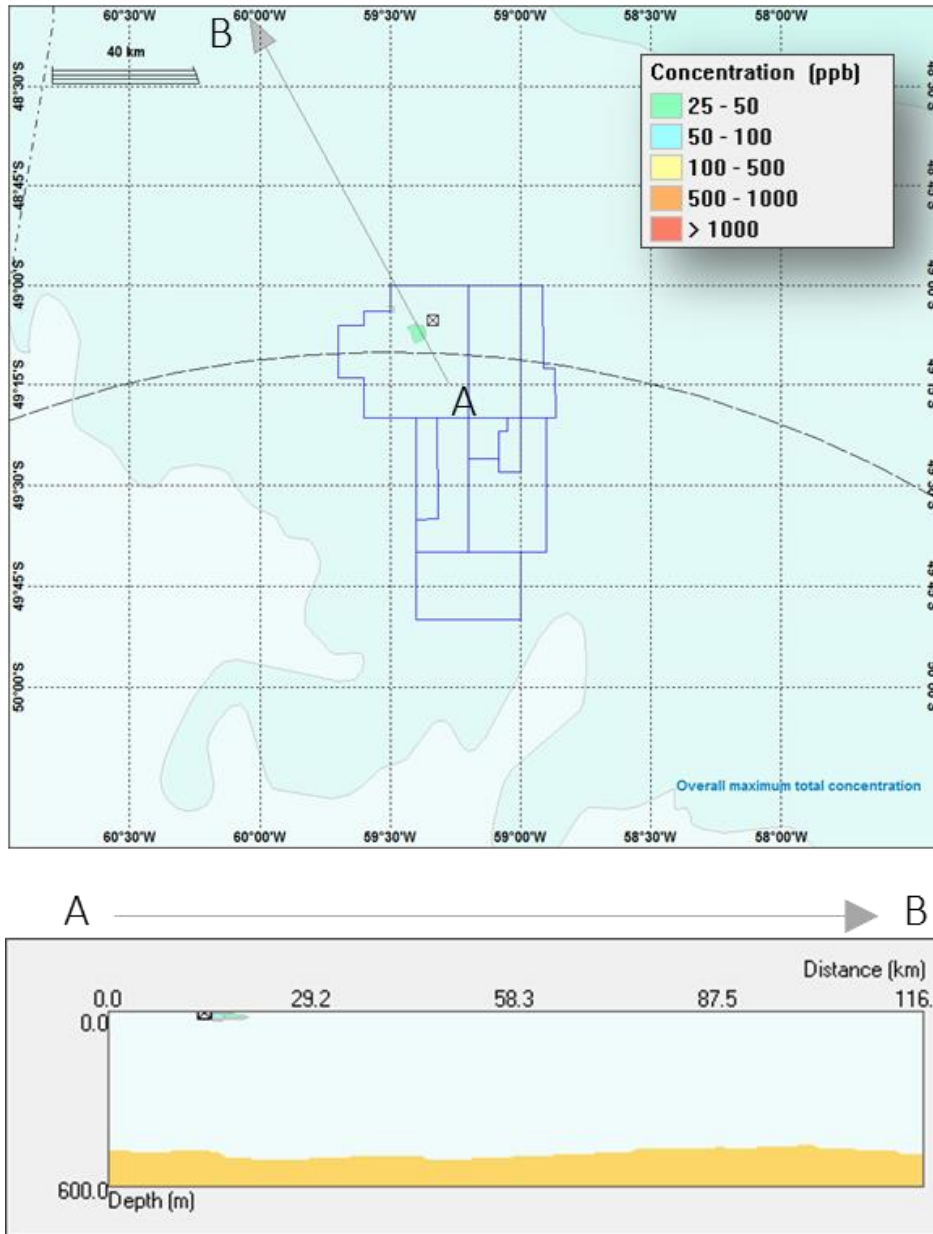 60°30'W 60°00'W 59°30'W 59°00'W 58°30'W 58°00'W
B
40 km
Concentration (ppb)
25 - 50
50 - 100
100 - 500
500 - 1000
> 1000
48°30'S
48°45'S
49°00'S
49°15'S
49°30'S
49°45'S
50°00'S
A
Overall maximum total concentration
60°30'W 60°00'W 59°30'W 59°00'W 58°30'W 58°00'W
A B
Distance (km)
0.0 29.2 58.3 87.5 116.
0.0
600.0
Depth (m)